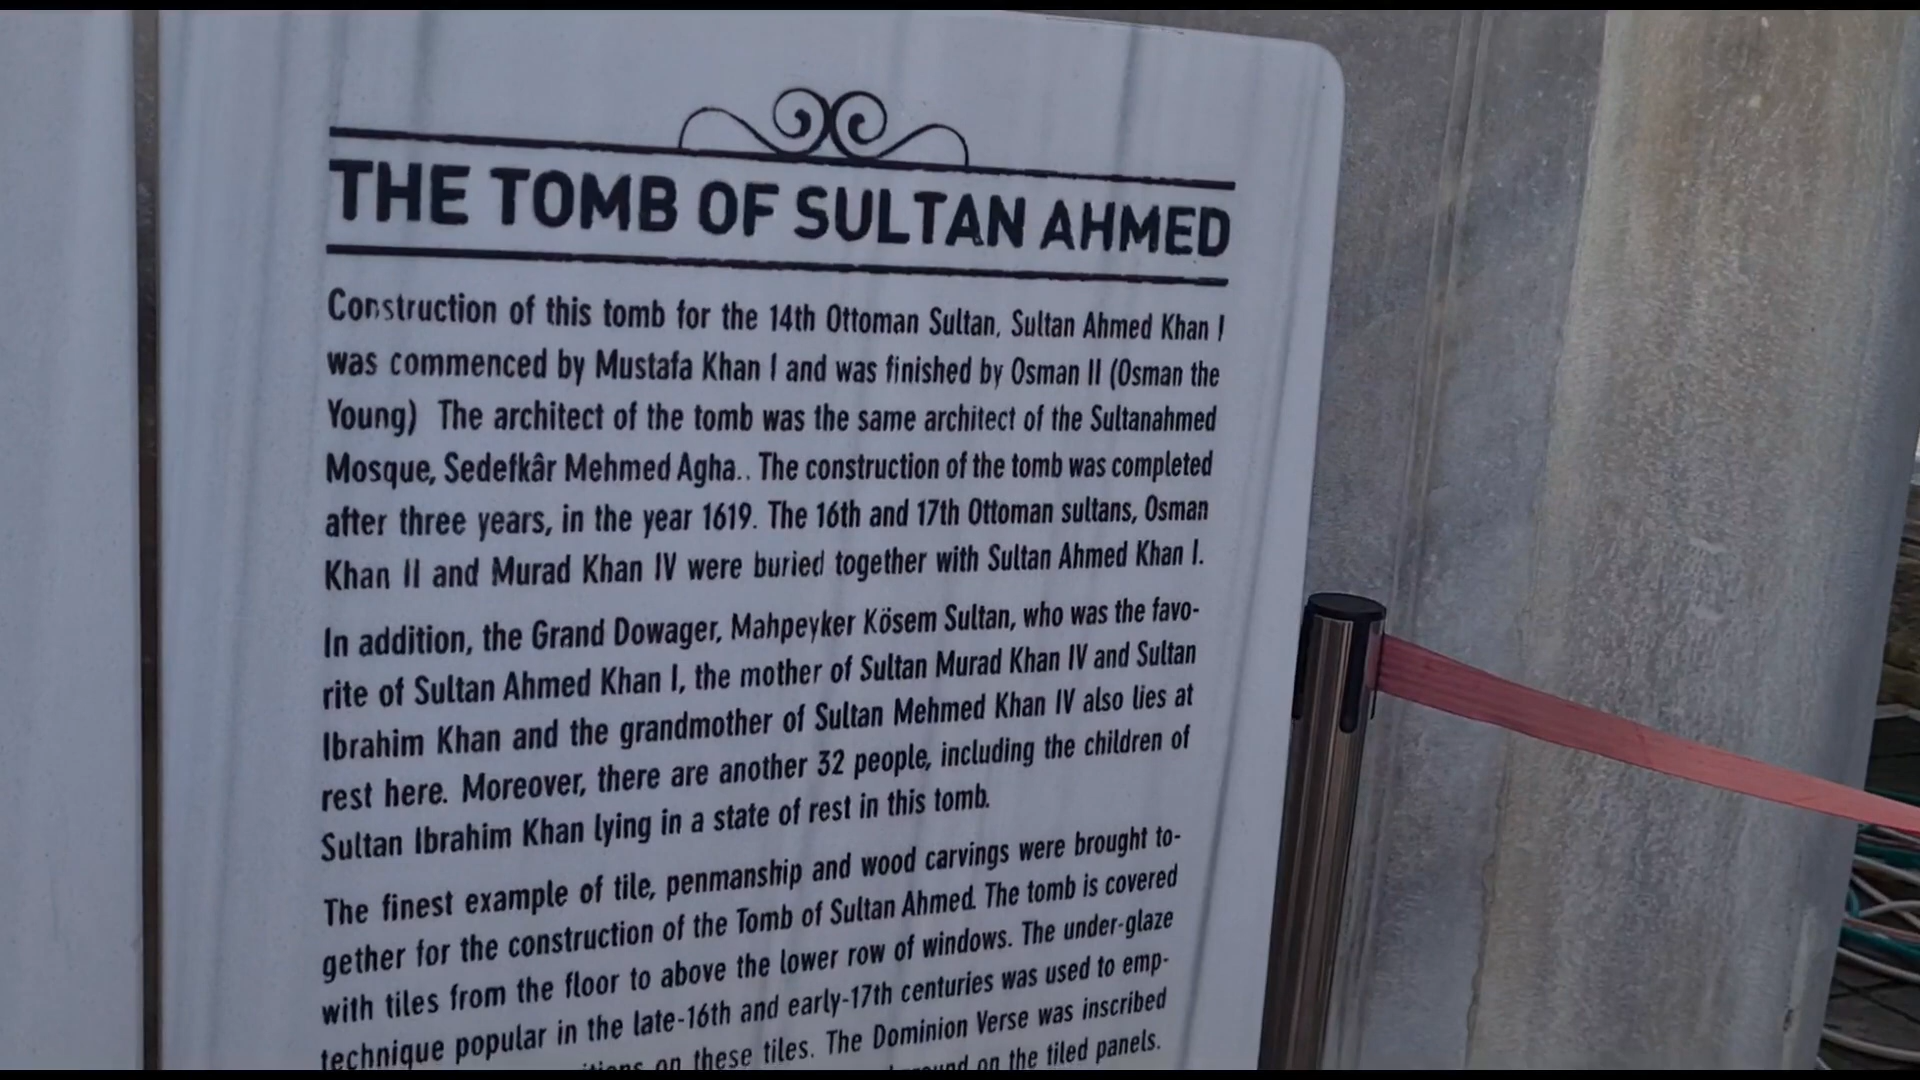 THE TOMB OF SULTAN AHMED
Construction of this tomb for the 14th Ottoman Sultan, Sultan Ahmed Khan I
was commenced by Mustafa Khan I and was finished by Osman II (Osman the
Young) The architect of the tomb was the same architect of the Sultanahmed
Mosque, Sedefkâr Mehmed Agha.. The construction of the tomb was completed
after three years, in the year 1619. The 16th and 17th Ottoman sultans, Osman
Khan II and Murad Khan IV were buried together with Sultan Ahmed Khan I.
In addition, the Grand Dowager, Mahpeyker Kösem Sultan, who was the favo-
rite of Sultan Ahmed Khan I, the mother of Sultan Murad Khan IV and Sultan
Ibrahim Khan and the grandmother of Sultan Mehmed Khan IV also lies at
rest here. Moreover, there are another 32 people, including the children of
Sultan Ibrahim Khan lying in a state of rest in this tomb.
The finest example of tile, penmanship and wood carvings were brought to-
gether for the construction of the Tomb of Sultan Ahmed. The tomb is covered
with tiles from the floor to above the lower row of windows. The under-glaze
technique popular in the late-16th and early-17th centuries was used to emp-
on these tiles. The Dominion Verse was inscribed
on the tiled panels.